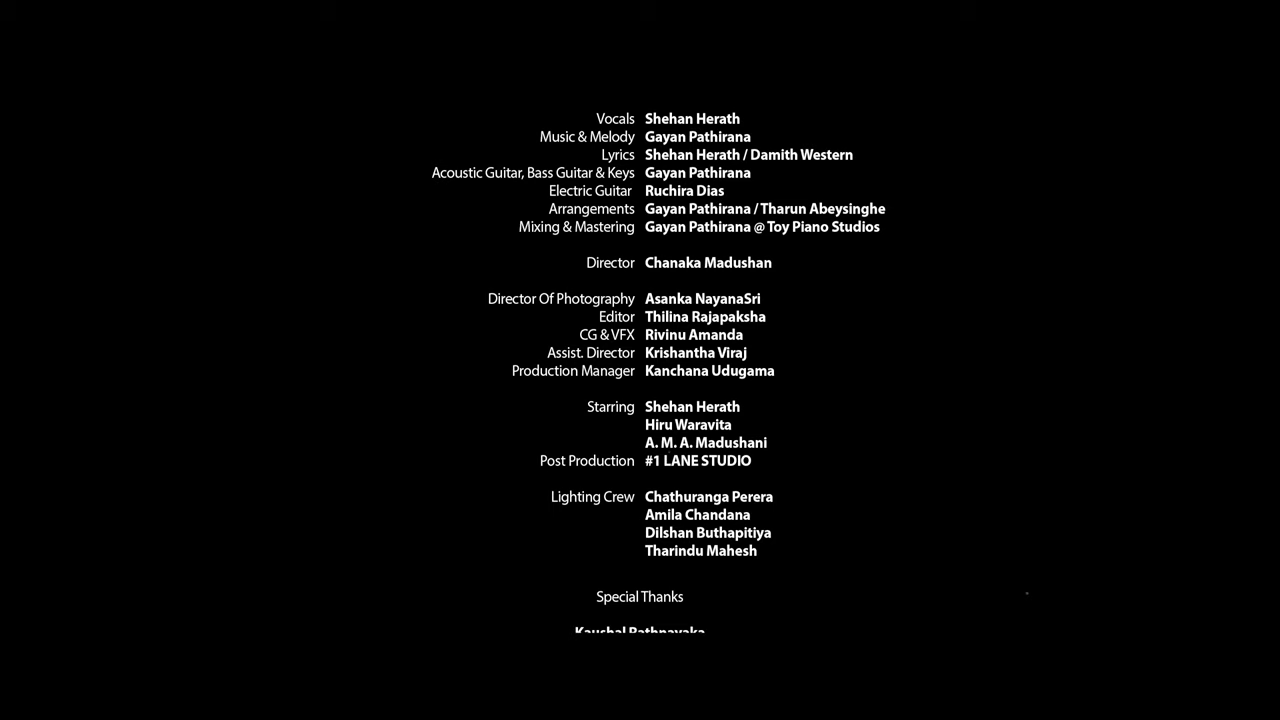 Vocals Shehan Herath
Music & Melody Gayan Pathirana
Lyrics Shehan Herath / Damith Western
Acoustic Guitar, Bass Guitar & Keys Gayan Pathirana
Electric Guitar Ruchira Dias
Arrangements Gayan Pathirana / Tharun Abeysinghe
Mixing & Mastering Gayan Pathirana @ Toy Piano Studios
Director Chanaka Madushan
Director Of Photography Asanka NayanaSri
Editor Thilina Rajapaksha
CG & VFX Rivinu Amanda
Assist. Director Krishantha Viraj
Production Manager Kanchana Udugama
Starring Shehan Herath
Hiru Waravita
A. M. A. Madushani
Post Production #1 LANE STUDIO
Lighting Crew Chathuranga Perera
Amila Chandana
Dilshan Buthapitiya
Tharindu Mahesh
Special Thanks